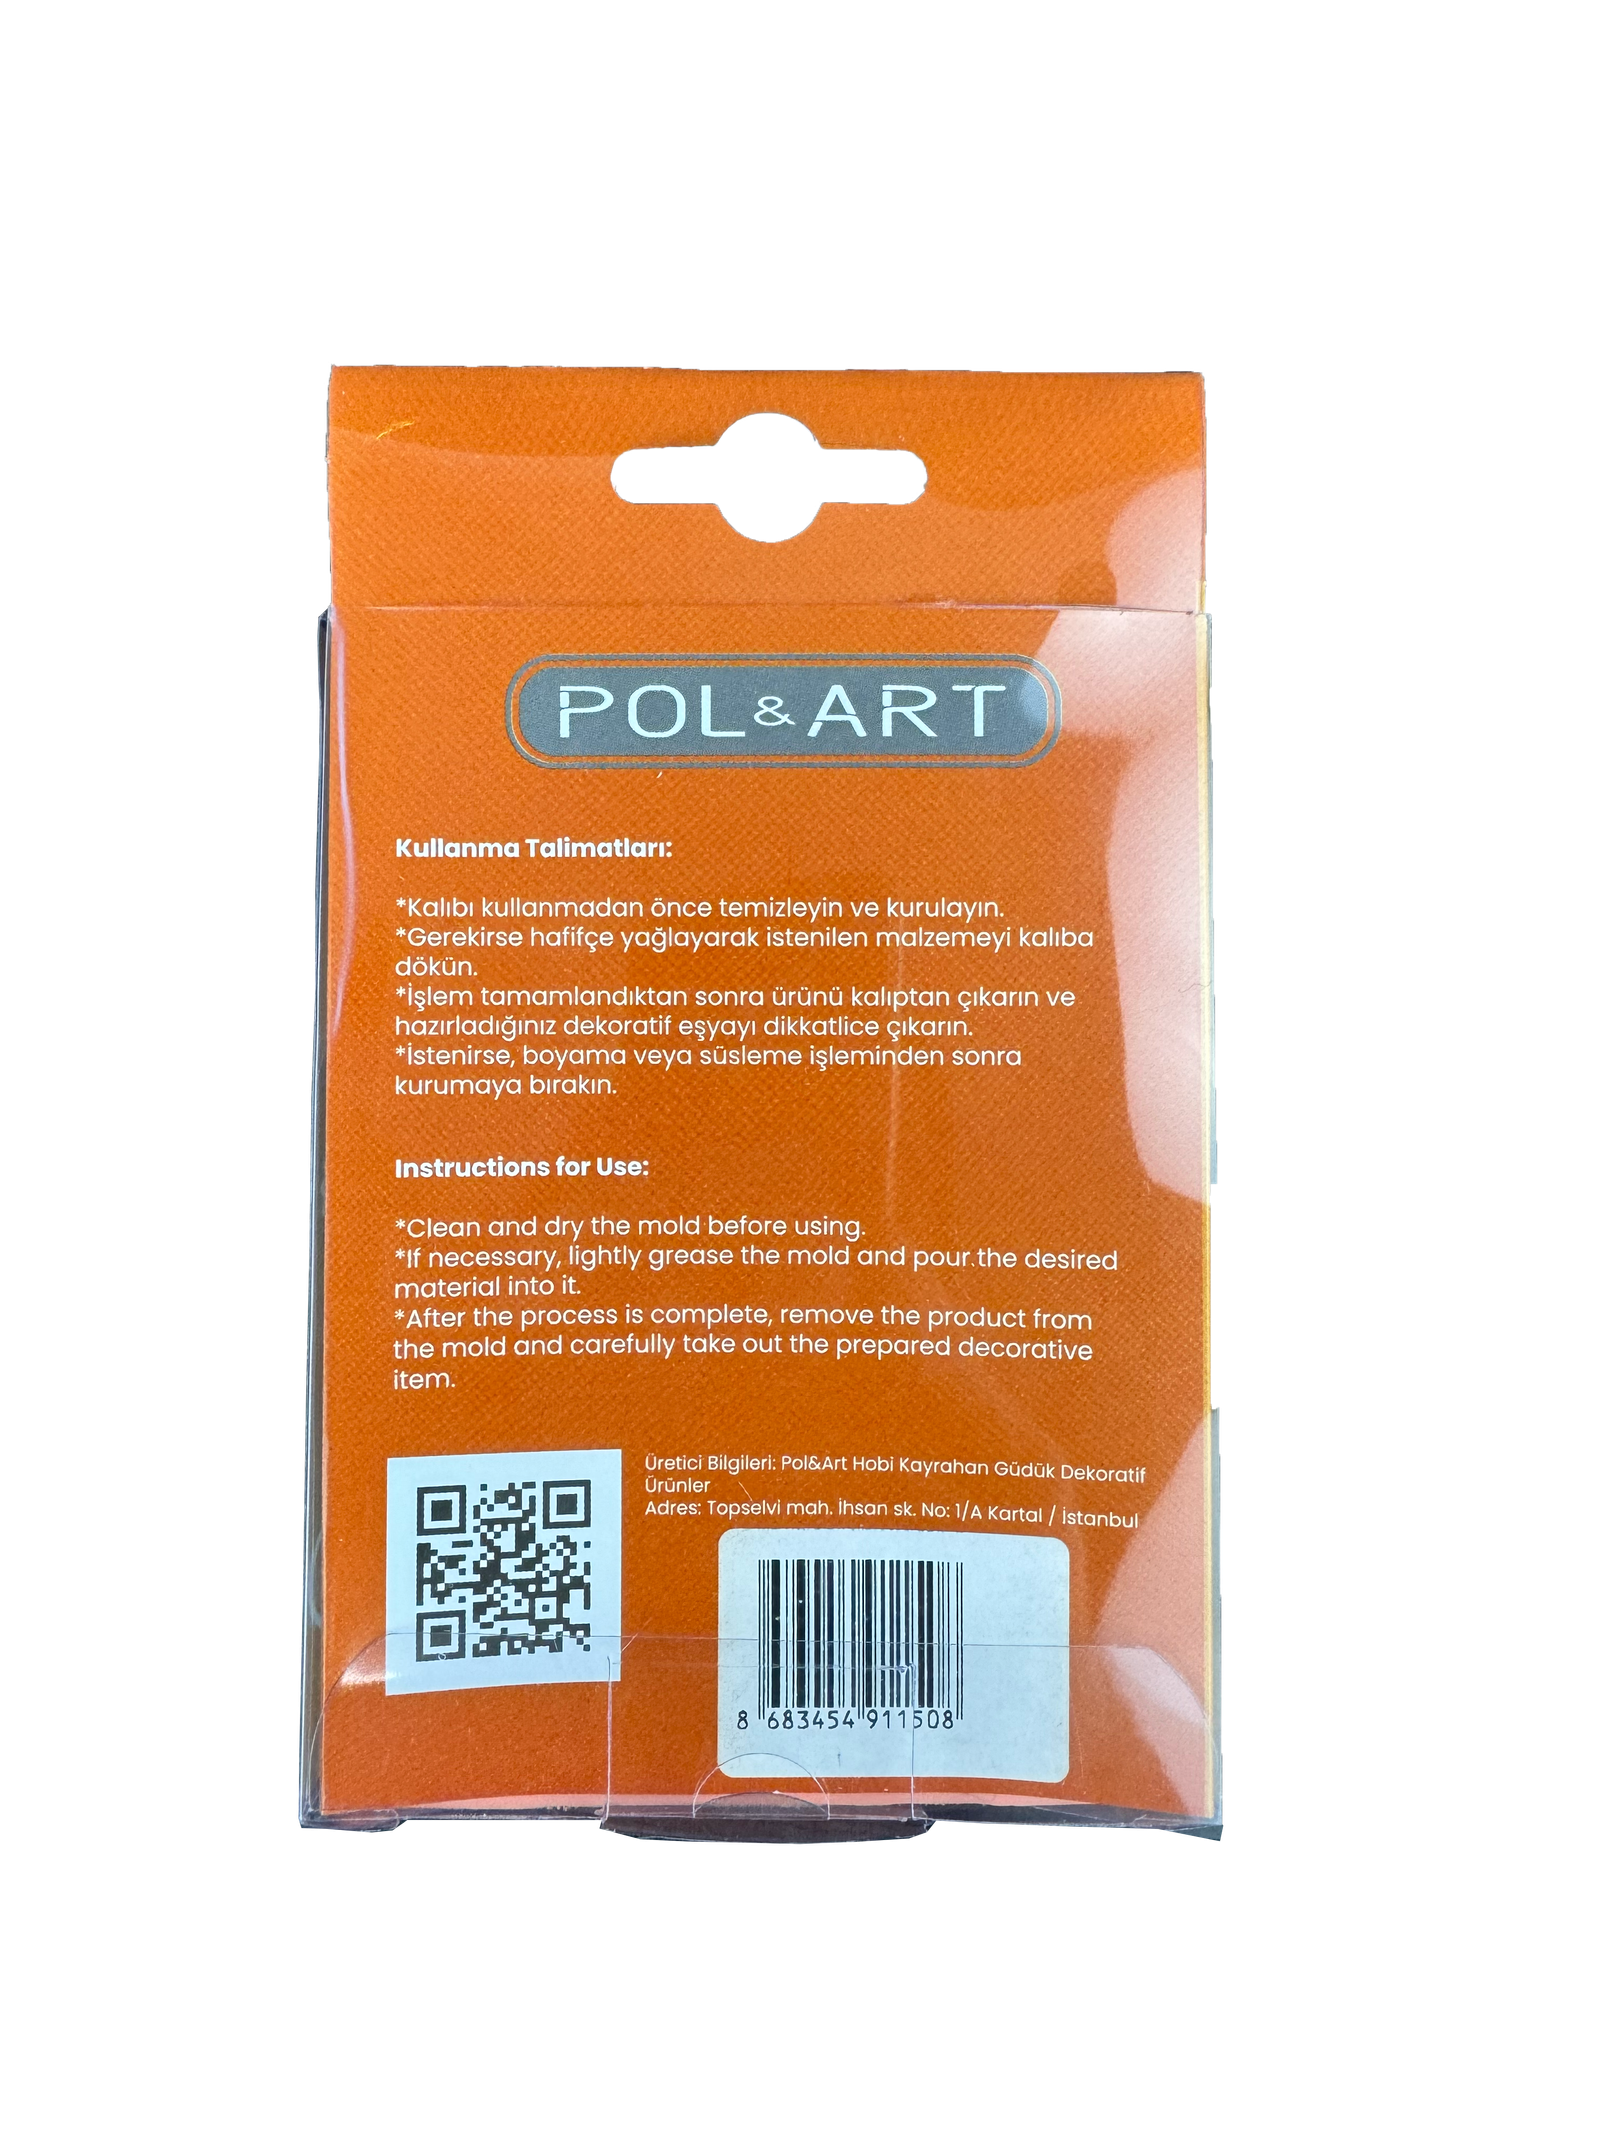 POL&ART
Kullanma Talimatları:
*Kalıbı kullanmadan önce temizleyin ve kurulayın.
*Gerekirse hafifçe yağlayarak istenilen malzemeyi kalıba
dökün.
*İşlem tamamlandıktan sonra ürünü kalıptan çıkarın ve
hazırladığınız dekoratif eşyayı dikkatlice çıkarın.
*İstenirse, boyama veya süsleme işleminden sonra
kurumaya bırakın.
Instructions for Use:
*Clean and dry the mold before using.
*If necessary, lightly grease the mold and pour the desired
material into it.
*After the process is complete, remove the product from
the mold and carefully take out the prepared decorative
item.
Üretici Bilgileri: Pol&Art Hobi Kayrahan Güdük Dekoratif
Ürünler
Adres: Topselvi mah. İhsan sk. No: 1/A Kartal / İstanbul
8 683454 911508